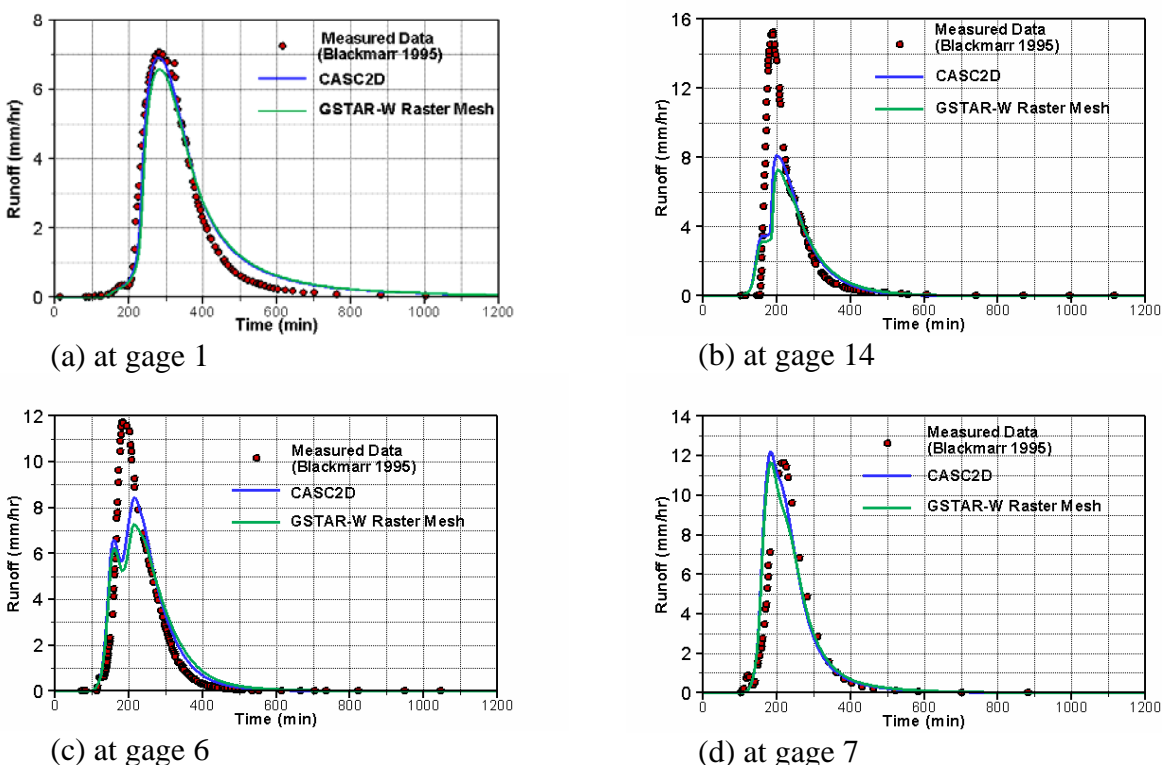 8
6
4
2
0
Runoff (mm/hr)
Measured Data
(Blackmarr 1995)
CASC2D
GSTAR-W Raster Mesh
0 200 400 600 800 1000 1200
Time (min)
(a) at gage 1
16
12
8
4
0
Runoff (mm/hr)
Measured Data
(Blackmarr 1995)
CASC2D
GSTAR-W Raster Mesh
0 200 400 600 800 1000 1200
Time (min)
(b) at gage 14
12
10
8
6
4
2
0
Runoff (mm/hr)
Measured Data
(Blackmarr 1995)
CASC2D
GSTAR-W Raster Mesh
0 200 400 600 800 1000 1200
Time (min)
(c) at gage 6
14
12
10
8
6
4
2
0
Runoff (mm/hr)
Measured Data
(Blackmarr 1995)
CASC2D
GSTAR-W Raster Mesh
0 200 400 600 800 1000 1200
Time (min)
(d) at gage 7